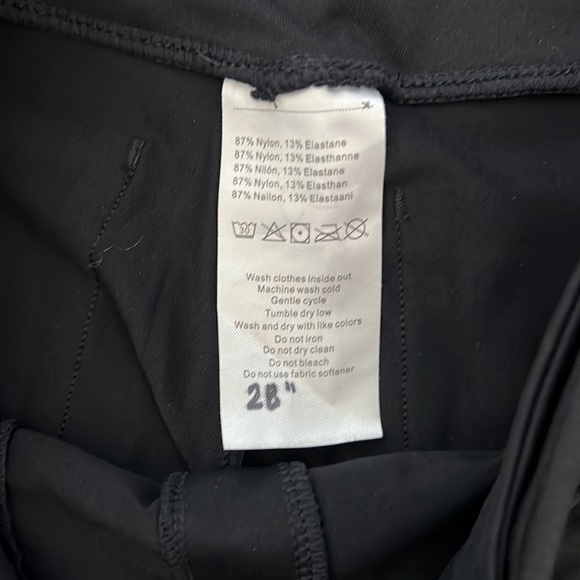 87% Nylon, 13% Elastane
87% Nylon, 13% Elasthanne
87% Nilón, 13% Elastane
87% Nylon, 13% Elasthan
87% Nailon, 13% Elastaani
30
Wash clothes inside out
Machine wash cold
Gentle cycle
Tumble dry low
Wash and dry with like colors
Do not iron
Do not dry clean
Do not bleach
Do not use fabric softener
28"